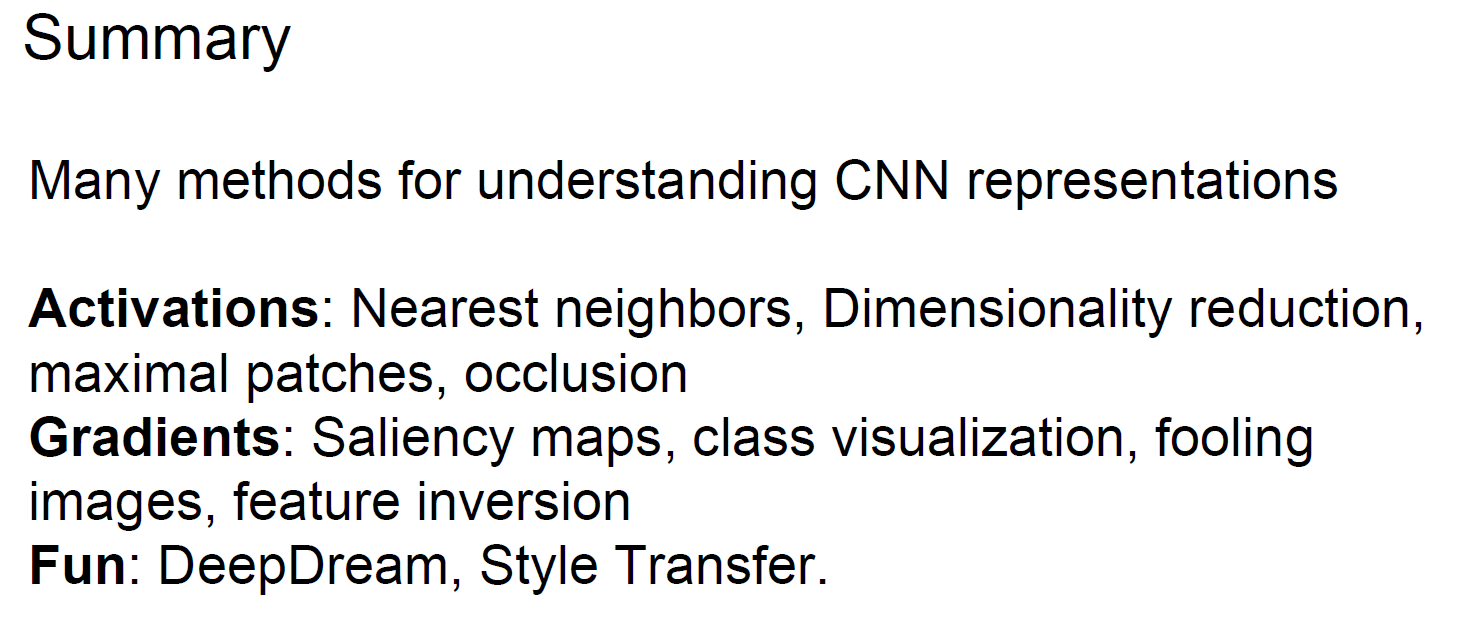 Summary
Many methods for understanding CNN representations
Activations: Nearest neighbors, Dimensionality reduction,
maximal patches, occlusion
Gradients: Saliency maps, class visualization, fooling
images, feature inversion
Fun: DeepDream, Style Transfer.